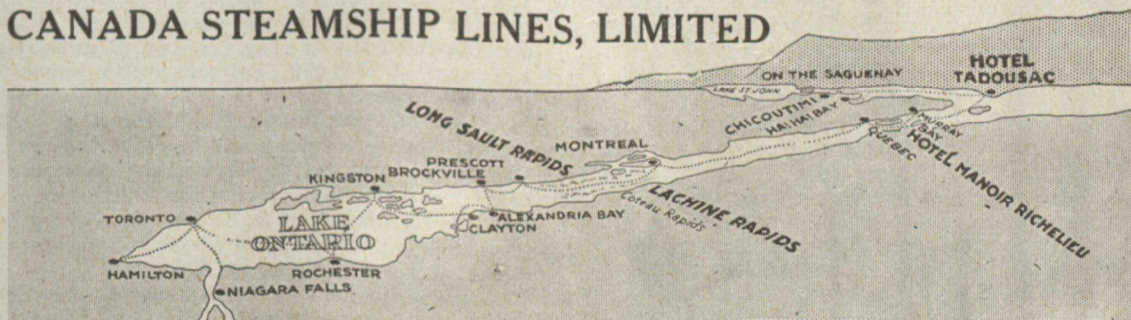 CANADA STEAMSHIP LINES, LIMITED
HOTEL
TADOUSAC
ON THE SAGUENAY
LAKE ST. JOHN
CHICOUTIMI
HA! HA! BAY
MURRAY
BAY
QUEBEC
HOTEL MANOIR RICHELIEU
LONG SAULT RAPIDS
MONTREAL
PRESCOTT
BROCKVILLE
KINGSTON
LACHINE RAPIDS
Coteau Rapids
ALEXANDRIA BAY
CLAYTON
TORONTO
LAKE
ONTARIO
HAMILTON
ROCHESTER
NIAGARA FALLS